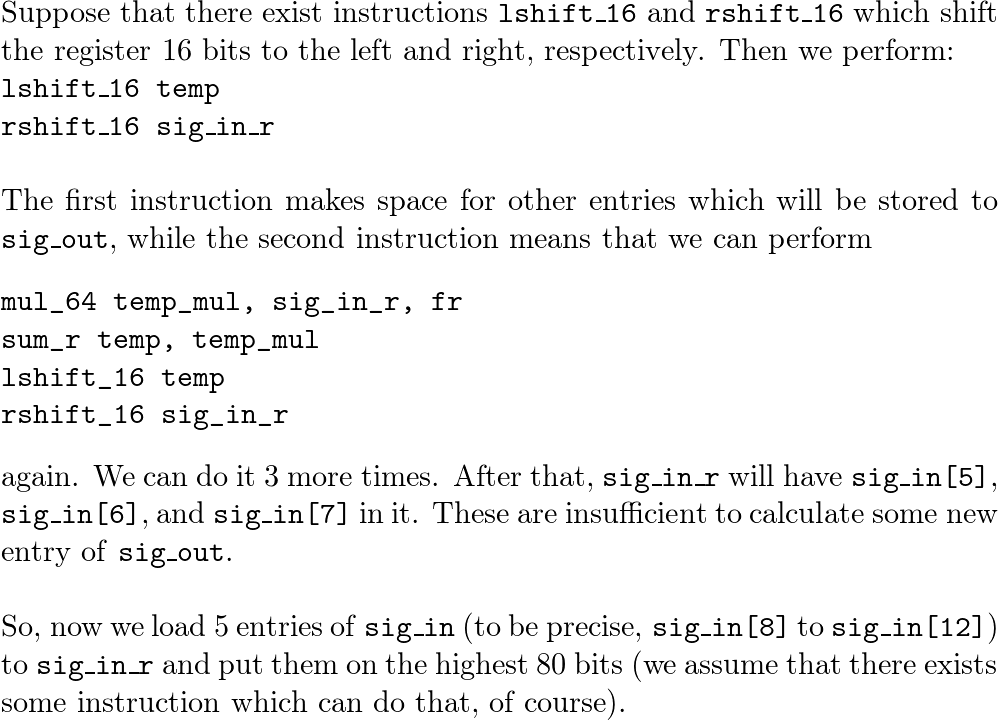 Suppose that there exist instructions lshift_16 and rshift_16 which shift
the register 16 bits to the left and right, respectively. Then we perform:
lshift_16 temp
rshift_16 sig_in_r
The first instruction makes space for other entries which will be stored to
sig_out, while the second instruction means that we can perform
mul_64 temp_mul, sig_in_r, fr
sum_r temp, temp_mul
lshift_16 temp
rshift_16 sig_in_r
again. We can do it 3 more times. After that, sig_in_r will have sig_in[5],
sig_in[6], and sig_in[7] in it. These are insufficient to calculate some new
entry of sig_out.
So, now we load 5 entries of sig_in (to be precise, sig_in[8] to sig_in[12])
to sig_in_r and put them on the highest 80 bits (we assume that there exists
some instruction which can do that, of course).